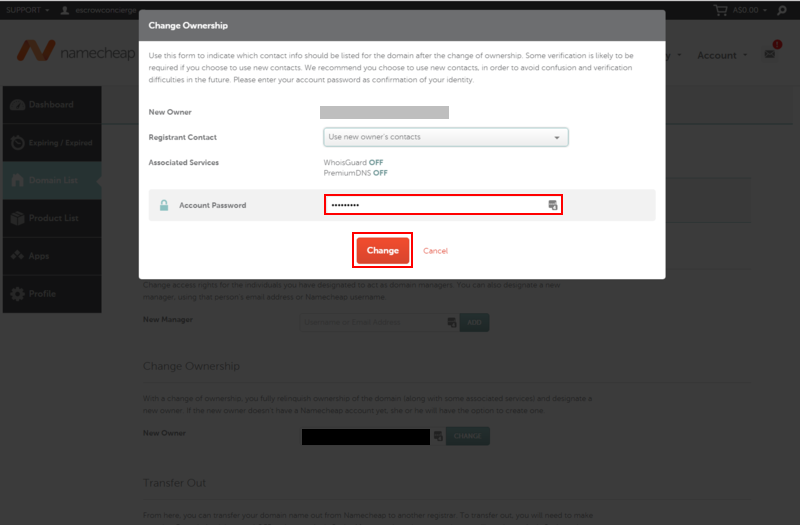 SUPPORT
escrowconcierge
A$0.00
Change Ownership
Use this form to indicate which contact info should be listed for the domain after the change of ownership. Some verification is likely to be
required if you choose to use new contacts. We recommend you choose to use new contacts, in order to avoid confusion and verification
difficulties in the future. Please enter your account password as confirmation of your identity.
New Owner
Registrant Contact
Use new owner's contacts
Associated Services
WhoisGuard OFF
PremiumDNS OFF
Account Password
•••••••••
Change
Cancel
namecheap
y
Account
1
Dashboard
Expiring / Expired
Domain List
Product List
Apps
Profile
Change access rights for the individuals you have designated to act as domain managers. You can also designate a new
manager, using that person's email address or Namecheap username.
New Manager
Username or Email Address
ADD
Change Ownership
With a change of ownership, you fully relinquish ownership of the domain (along with some associated services) and designate a
new owner. If the new owner doesn't have a Namecheap account yet, she or he will have the option to create one.
New Owner
CHANGE
Transfer Out
From here, you can transfer your domain name out from Namecheap to another registrar. To transfer out, you will need to make